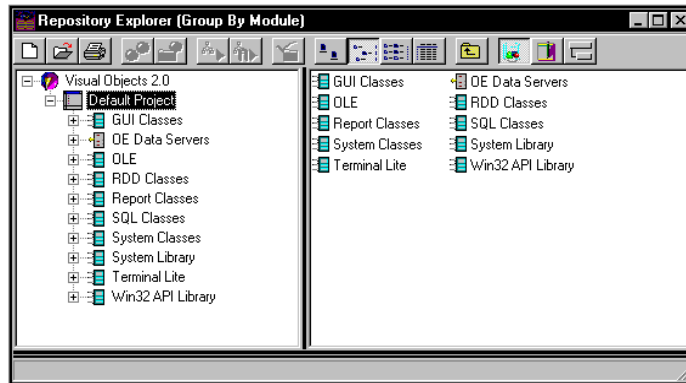 Repository Explorer (Group By Module)
Visual Objects 2.0
Default Project
GUI Classes
OE Data Servers
OLE
RDD Classes
Report Classes
SQL Classes
System Classes
System Library
Terminal Lite
Win32 API Library
GUI Classes OE Data Servers
OLE RDD Classes
Report Classes SQL Classes
System Classes System Library
Terminal Lite Win32 API Library